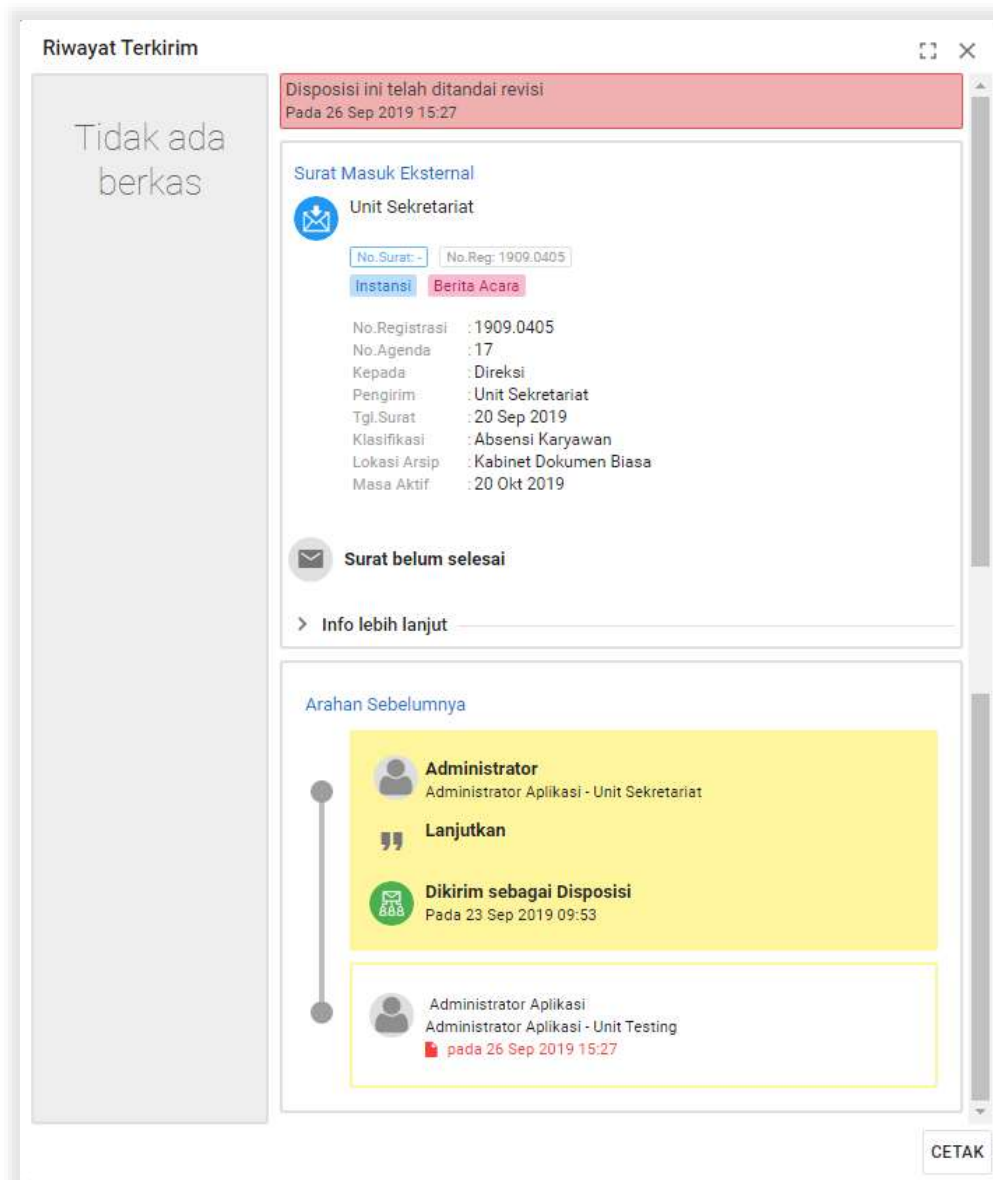 Riwayat Terkirim
Tidak ada
berkas
Disposisi ini telah ditandai revisi
Pada 26 Sep 2019 15:27
Surat Masuk Eksternal
Unit Sekretariat
No.Surat: - No.Reg: 1909.0405
Instansi Berita Acara
No.Registrasi : 1909.0405
No.Agenda : 17
Kepada : Direksi
Pengirim : Unit Sekretariat
Tgl.Surat : 20 Sep 2019
Klasifikasi : Absensi Karyawan
Lokasi Arsip : Kabinet Dokumen Biasa
Masa Aktif : 20 Okt 2019
Surat belum selesai
Info lebih lanjut
Arahan Sebelumnya
Administrator
Administrator Aplikasi - Unit Sekretariat
Lanjutkan
Dikirim sebagai Disposisi
Pada 23 Sep 2019 09:53
Administrator Aplikasi
Administrator Aplikasi - Unit Testing
pada 26 Sep 2019 15:27
CETAK